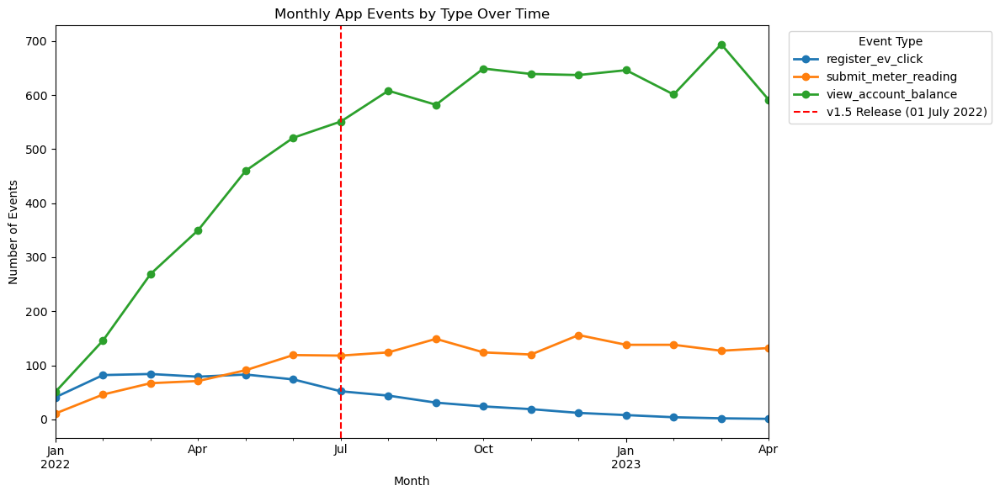 Monthly App Events by Type Over Time
Number of Events
700
600
500
400
300
200
100
0
Jan
2022
Apr
Jul
Oct
Jan
2023
Apr
Month
Event Type
register_ev_click
submit_meter_reading
view_account_balance
v1.5 Release (01 July 2022)